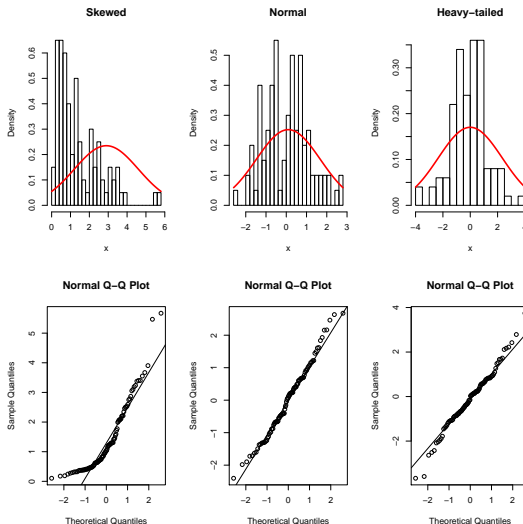 Skewed
Normal
Heavy−tailed
Density
0.0 0.1 0.2 0.3 0.4 0.5 0.6
0 1 2 3 4 5 6
x
Density
0.0 0.1 0.2 0.3 0.4 0.5
−2 −1 0 1 2 3
x
Density
0.00 0.10 0.20 0.30
−4 −2 0 2 4
x
Normal Q−Q Plot
Normal Q−Q Plot
Normal Q−Q Plot
Sample Quantiles
0 1 2 3 4 5
−2 −1 0 1 2
Theoretical Quantiles
Sample Quantiles
−2 −1 0 1 2
−2 −1 0 1 2
Theoretical Quantiles
Sample Quantiles
−2 0 2 4
−2 −1 0 1 2
Theoretical Quantiles